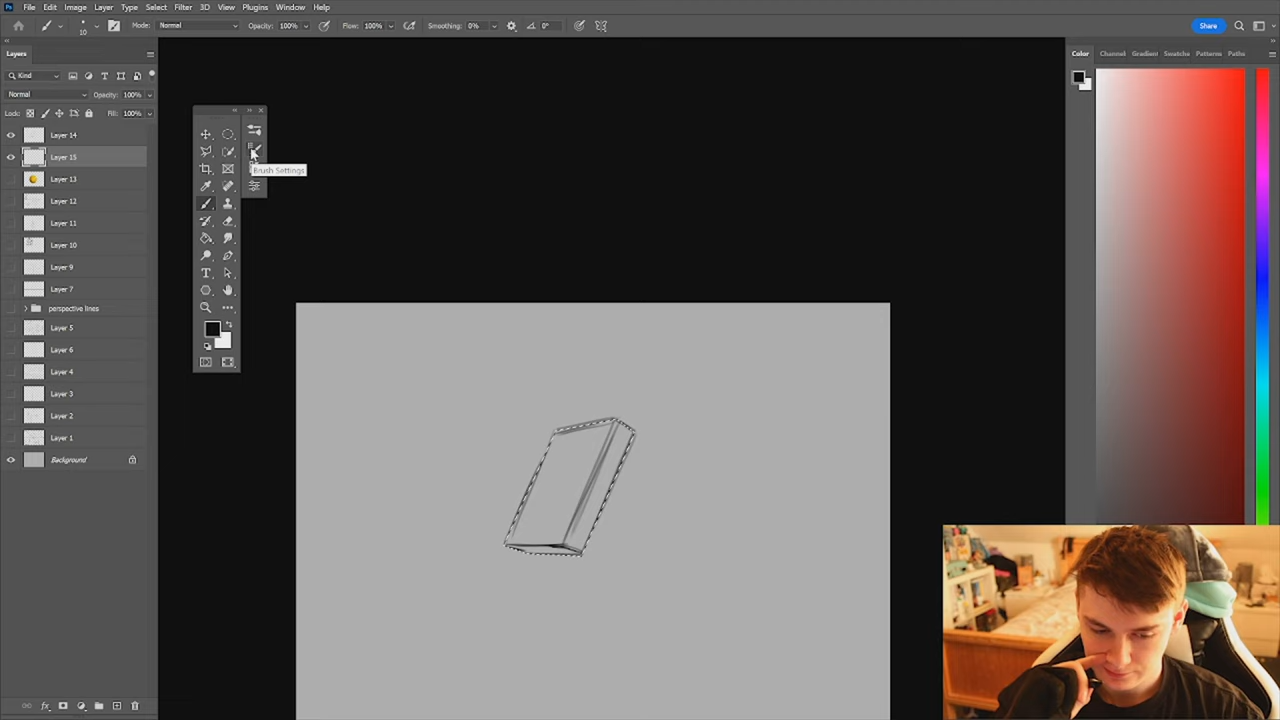 Ps File Edit Image Layer Type Select Filter 3D View Plugins Window Help
10 Mode: Normal Opacity: 100% Flow: 100% Smoothing: 0% 0° Share
Layers
Color Channel Gradient Swatche Patterns Paths
Kind
Normal Opacity: 100%
Lock: Fill: 100%
Layer 14
Layer 15
Brush Settings
Layer 13
Layer 12
Layer 11
Layer 10
Layer 9
Layer 7
perspective lines
Layer 5
Layer 6
Layer 4
Layer 3
Layer 2
Layer 1
Background